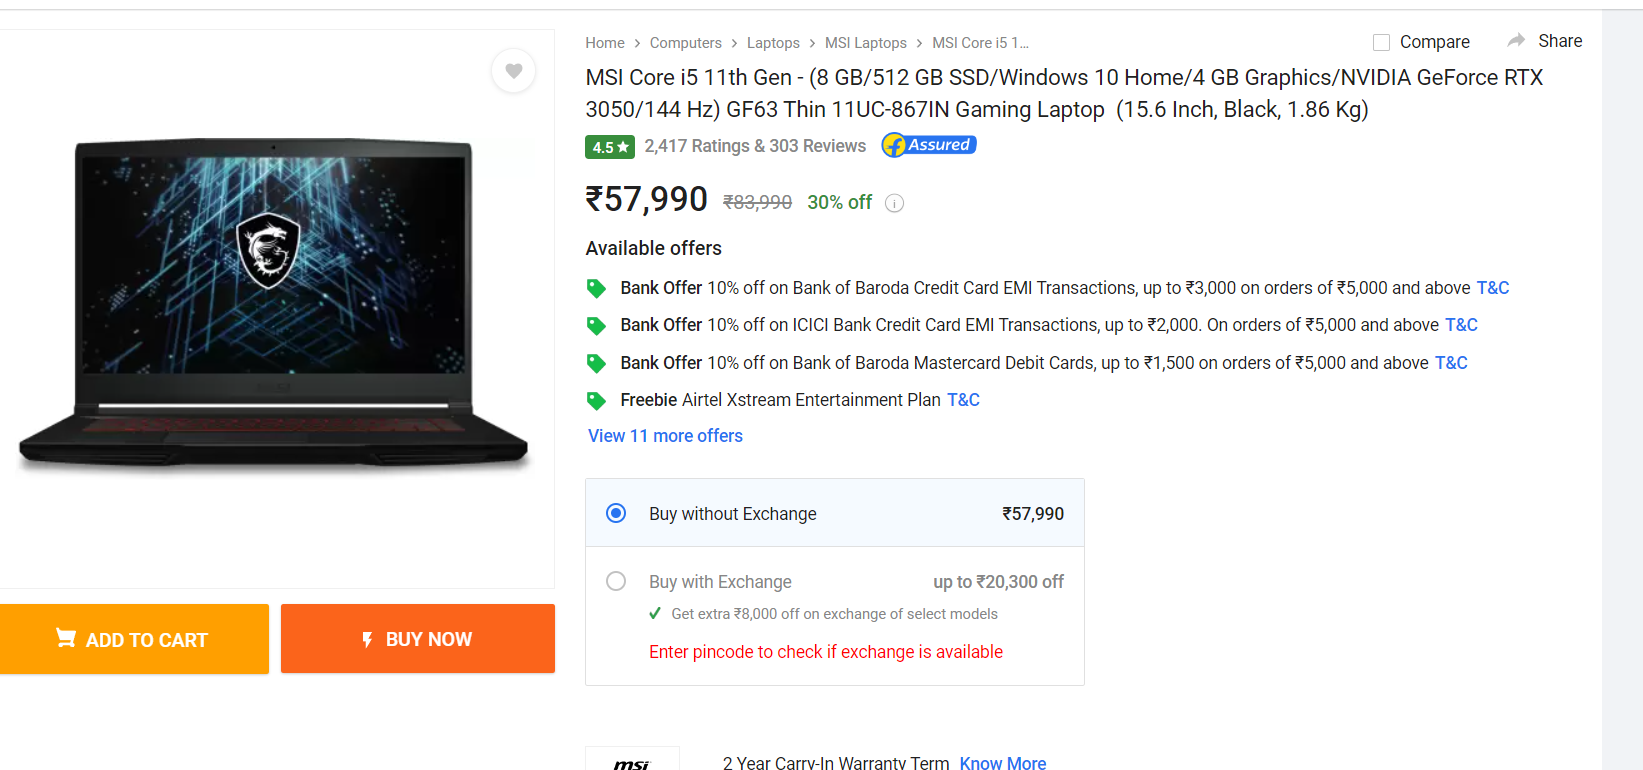 Home > Computers > Laptops > MSI Laptops > MSI Core i5 1...
Compare
Share
MSI Core i5 11th Gen - (8 GB/512 GB SSD/Windows 10 Home/4 GB Graphics/NVIDIA GeForce RTX
3050/144 Hz) GF63 Thin 11UC-867IN Gaming Laptop (15.6 Inch, Black, 1.86 Kg)
4.5★ 2,417 Ratings & 303 Reviews Assured
₹57,990 ₹83,990 30% off
Available offers
Bank Offer 10% off on Bank of Baroda Credit Card EMI Transactions, up to ₹3,000 on orders of ₹5,000 and above T&C
Bank Offer 10% off on ICICI Bank Credit Card EMI Transactions, up to ₹2,000. On orders of ₹5,000 and above T&C
Bank Offer 10% off on Bank of Baroda Mastercard Debit Cards, up to ₹1,500 on orders of ₹5,000 and above T&C
Freebie Airtel Xstream Entertainment Plan T&C
View 11 more offers
Buy without Exchange ₹57,990
Buy with Exchange up to ₹20,300 off
Get extra ₹8,000 off on exchange of select models
Enter pincode to check if exchange is available
ADD TO CART
BUY NOW
msi
2 Year Carry-In Warranty Term Know More